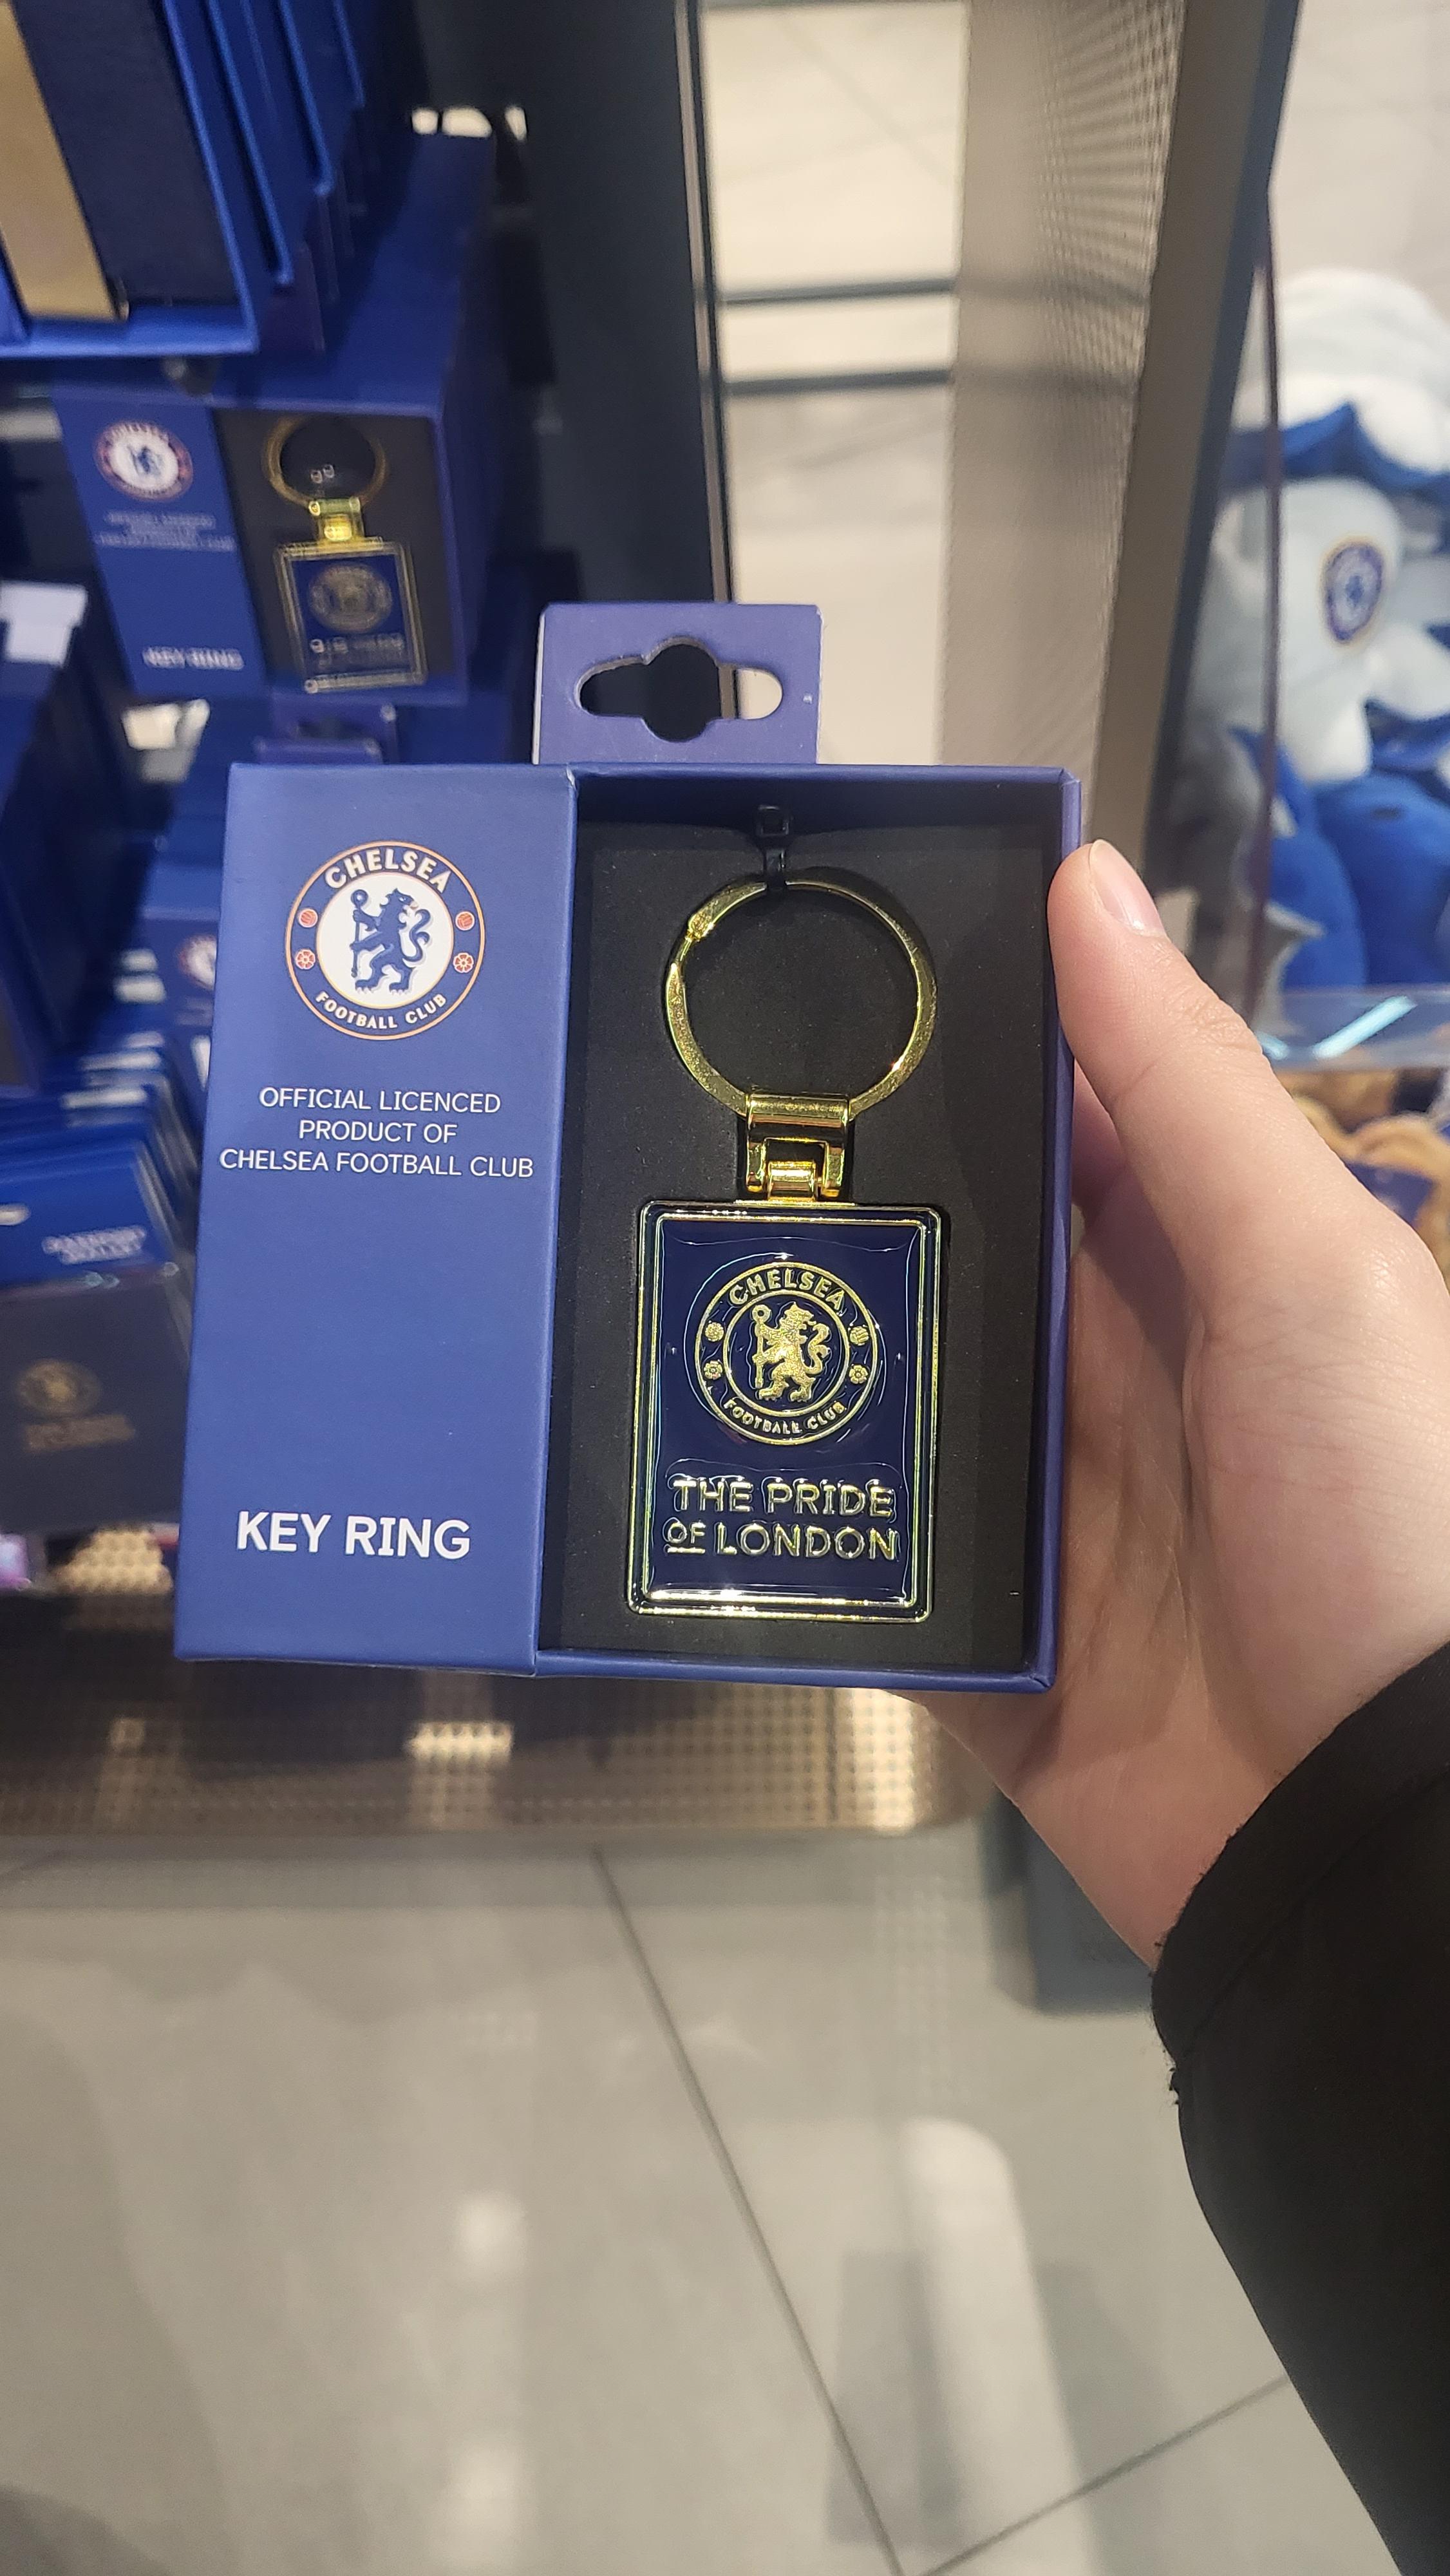 CHELSEA
FOOTBALL CLUB
OFFICIAL LICENCED
PRODUCT OF
CHELSEA FOOTBALL CLUB
KEY RING
CHELSEA
FOOTBALL CLUB
THE PRIDE
OF LONDON
KEY RING